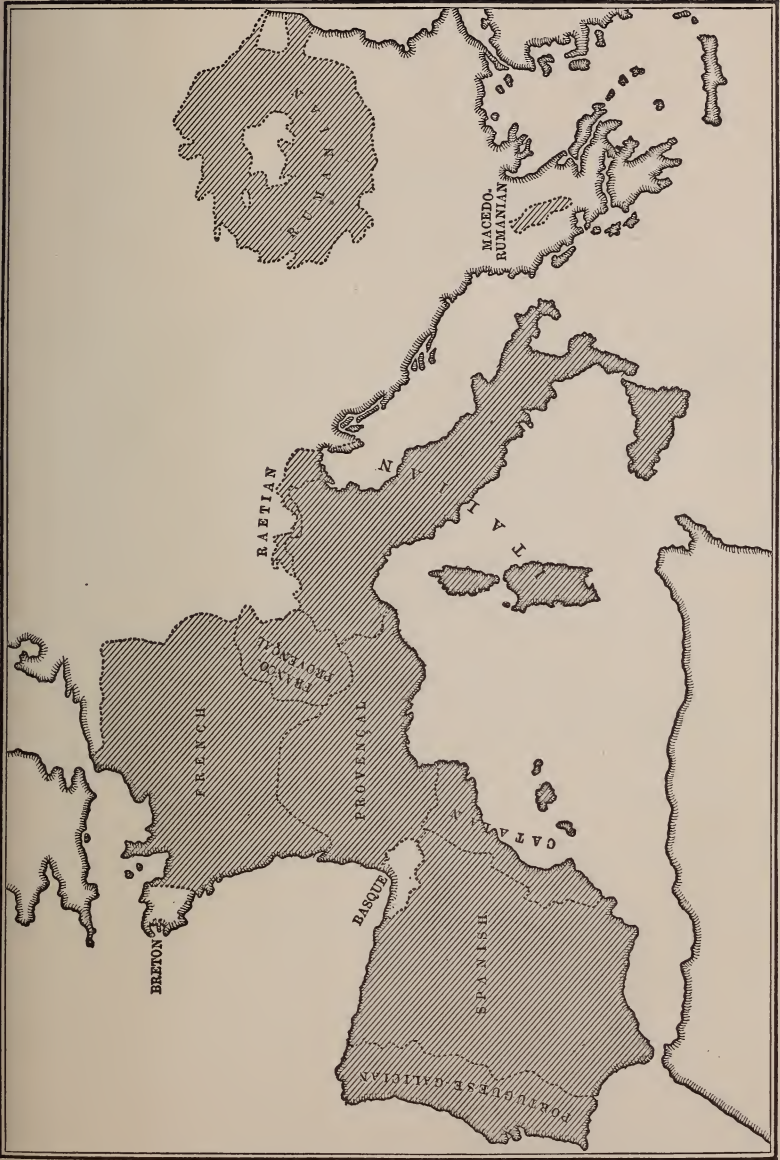 BRETON
FRENCH
FRANCO
PROVENÇAL
PROVENÇAL
BASQUE
PORTUGUESE-GALICIAN
SPANISH
CATALAN
RAETIAN
ITALIAN
RUMANIAN
MACEDO-
RUMANIAN